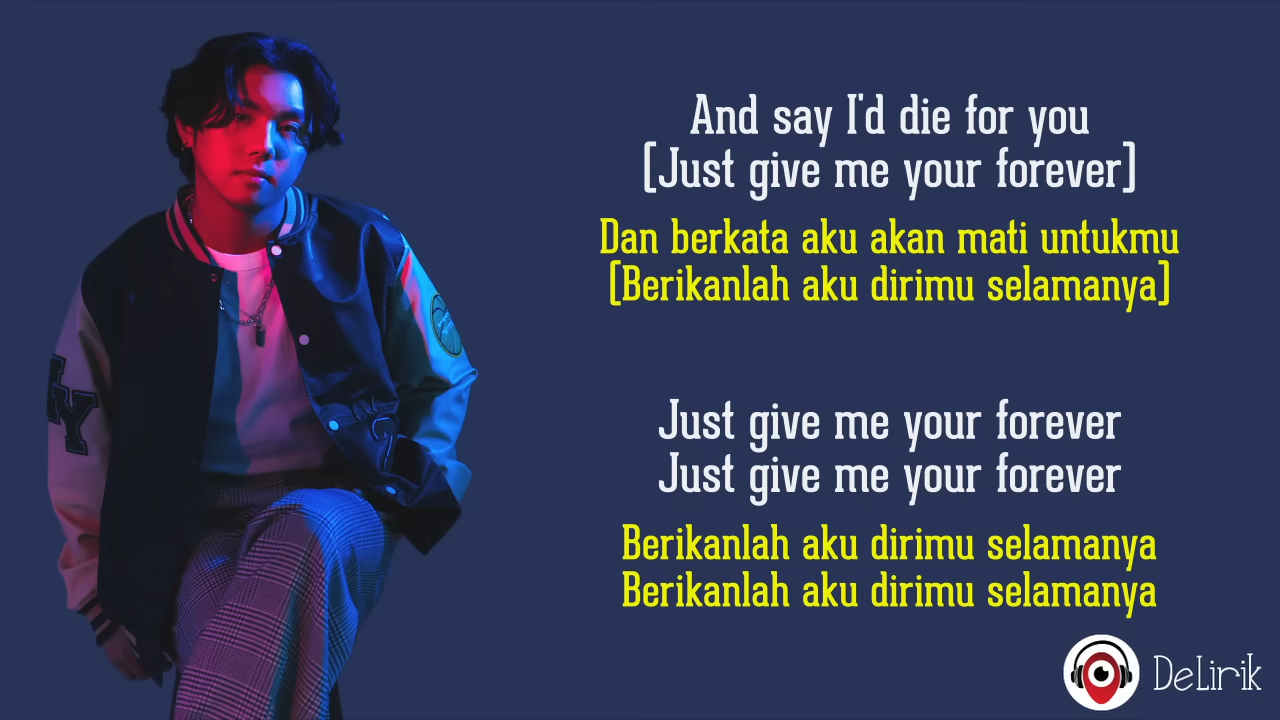 And say I'd die for you
[Just give me your forever]
Dan berkata aku akan mati untukmu
[Berikanlah aku dirimu selamanya]
Just give me your forever
Just give me your forever
Berikanlah aku dirimu selamanya
Berikanlah aku dirimu selamanya
DeLirik